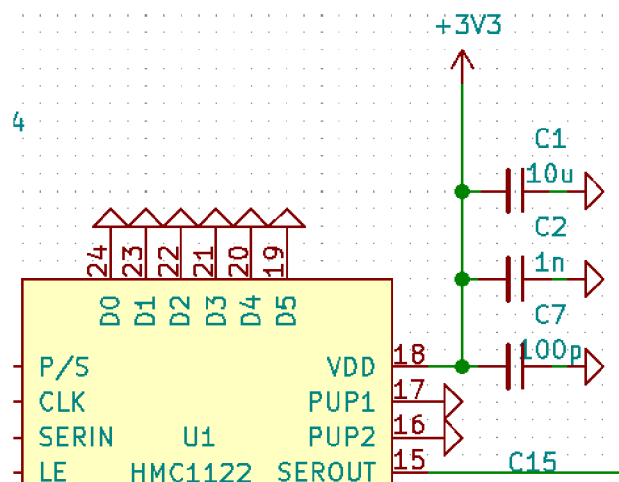 +3V3
4
C1
10u
C2
1n
C7
100p
24
23
22
21
20
19
D0
D1
D2
D3
D4
D5
P/S
VDD
18
CLK
PUP1
17
SERIN
U1
PUP2
16
LE
HMC1122
SEROUT
15
C15